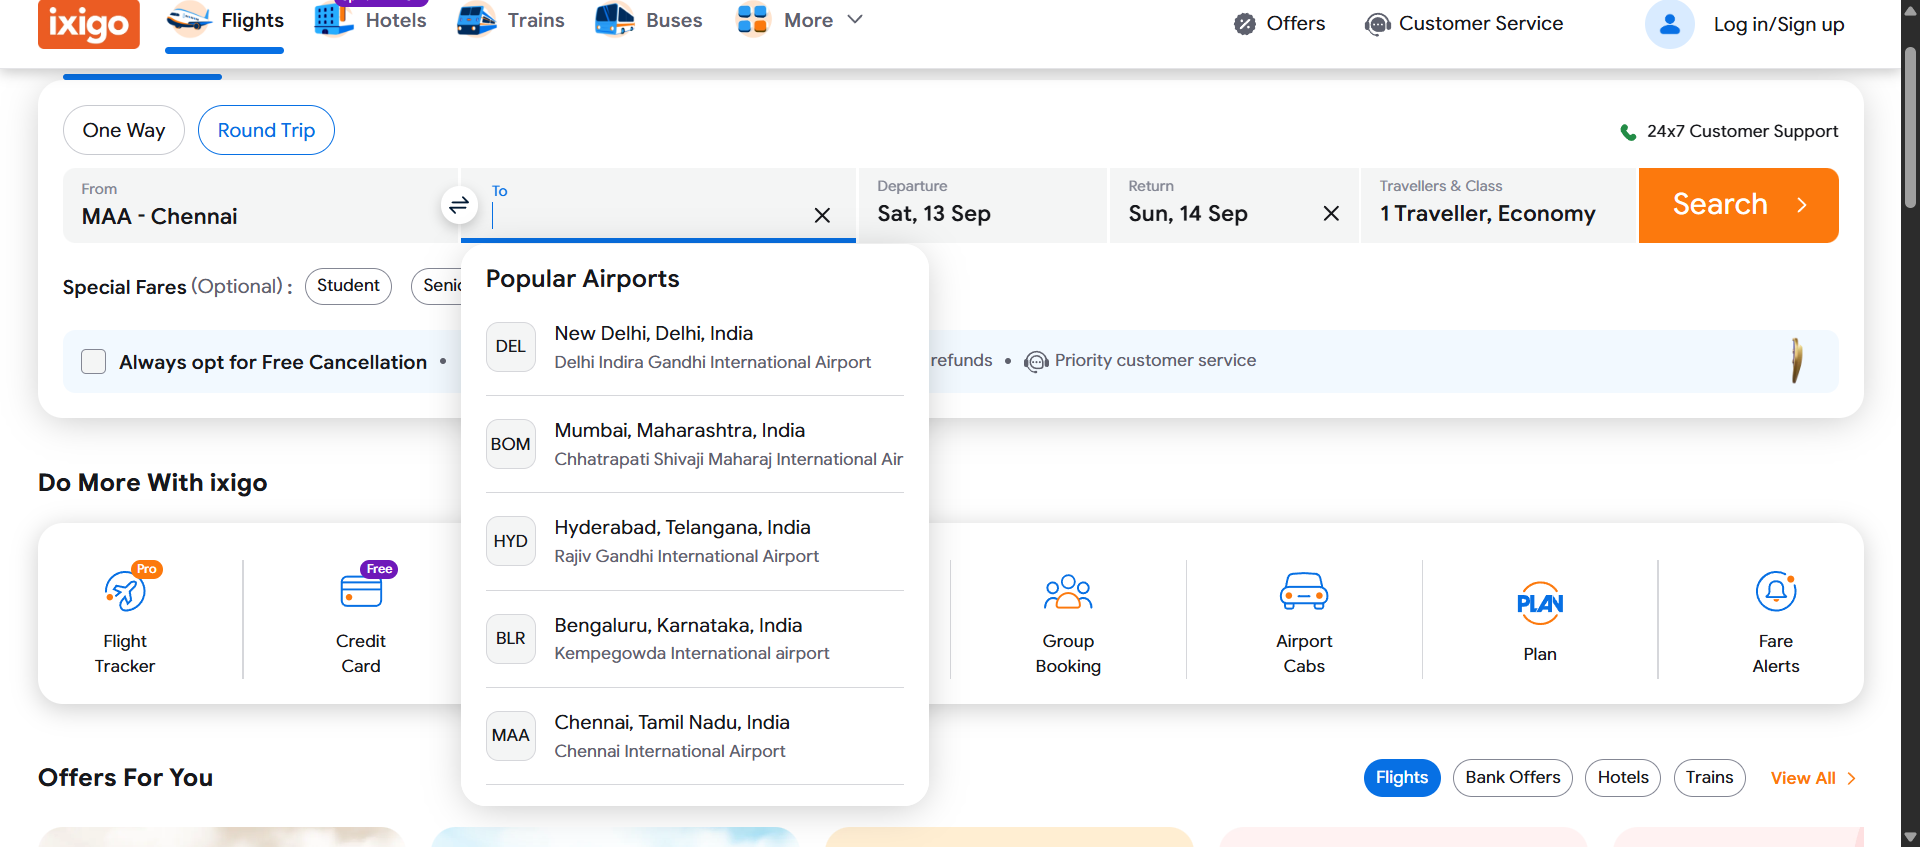 ixigo
Flights
Hotels
Trains
Buses
More
Offers
Customer Service
Log in/Sign up
One Way
Round Trip
24x7 Customer Support
From
MAA - Chennai
To
Departure
Sat, 13 Sep
Return
Sun, 14 Sep
Travellers & Class
1 Traveller, Economy
Search
Special Fares (Optional) :
Student
Always opt for Free Cancellation •
refunds • Priority customer service
Popular Airports
DEL
New Delhi, Delhi, India
Delhi Indira Gandhi International Airport
BOM
Mumbai, Maharashtra, India
Chhatrapati Shivaji Maharaj International Air
HYD
Hyderabad, Telangana, India
Rajiv Gandhi International Airport
BLR
Bengaluru, Karnataka, India
Kempegowda International airport
MAA
Chennai, Tamil Nadu, India
Chennai International Airport
Do More With ixigo
Pro
Flight
Tracker
Free
Credit
Card
Group
Booking
Airport
Cabs
PLAN
Plan
Fare
Alerts
Offers For You
Flights
Bank Offers
Hotels
Trains
View All